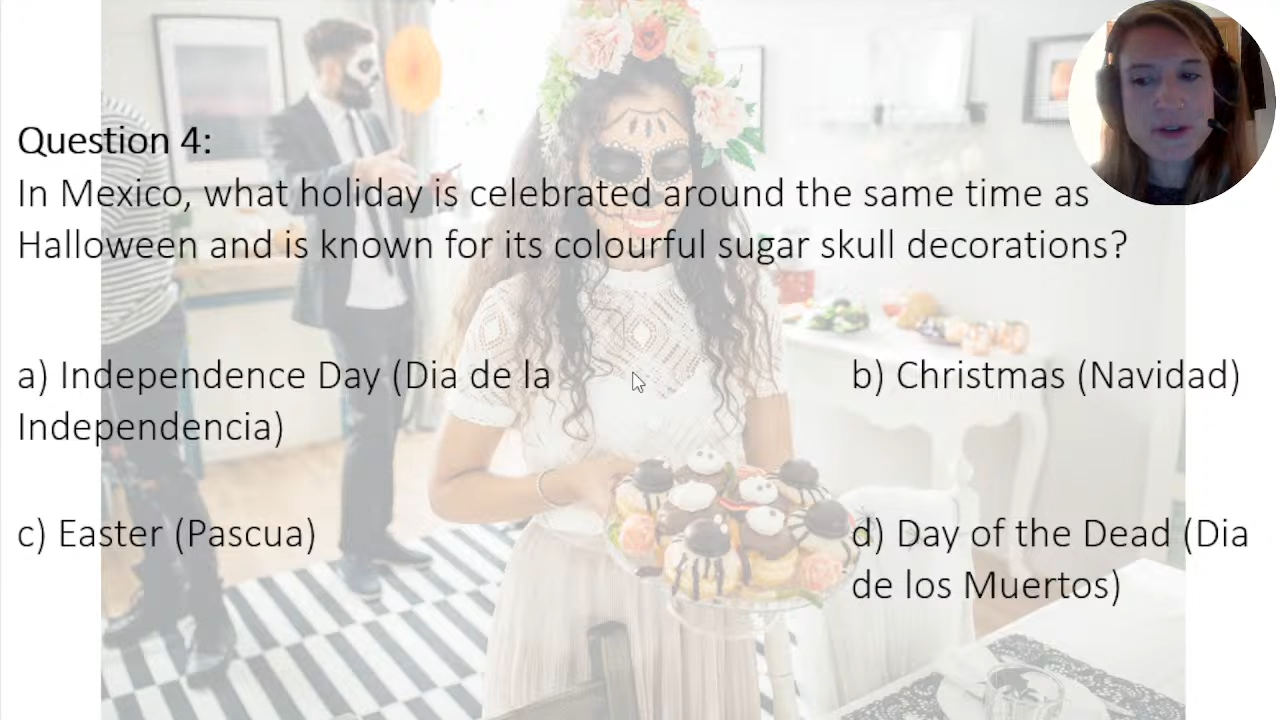 Question 4:
In Mexico, what holiday is celebrated around the same time as
Halloween and is known for its colourful sugar skull decorations?
a) Independence Day (Dia de la
Independencia)
b) Christmas (Navidad)
c) Easter (Pascua)
d) Day of the Dead (Dia
de los Muertos)